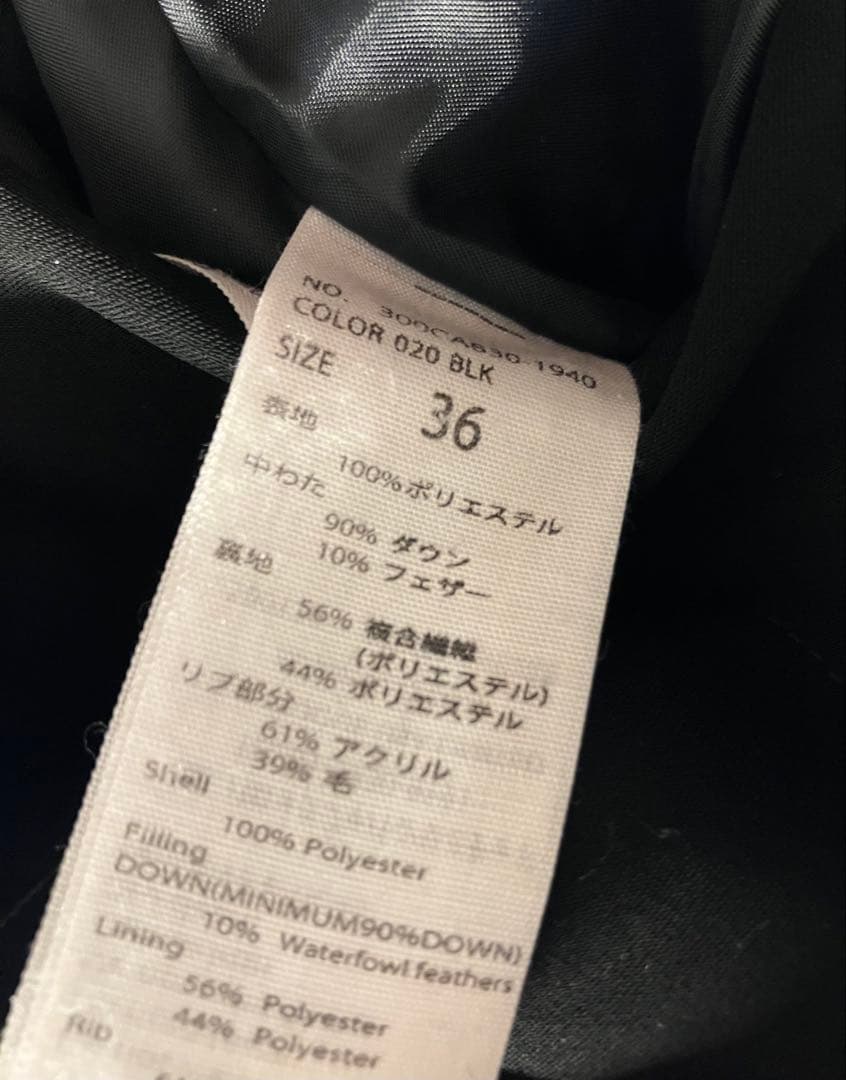 NO. 300CA830-1940
COLOR 020 BLK
SIZE 36
表地
100%ポリエステル
中わた
90% ダウン
10% フェザー
裏地
56% 複合繊維
(ポリエステル)
44% ポリエステル
リブ部分
61% アクリル
39% 毛
Shell
100% Polyester
Filling
DOWN(MINIMUM90%DOWN)
10% Waterfowl feathers
Lining
56% Polyester
44% Polyester
Rib